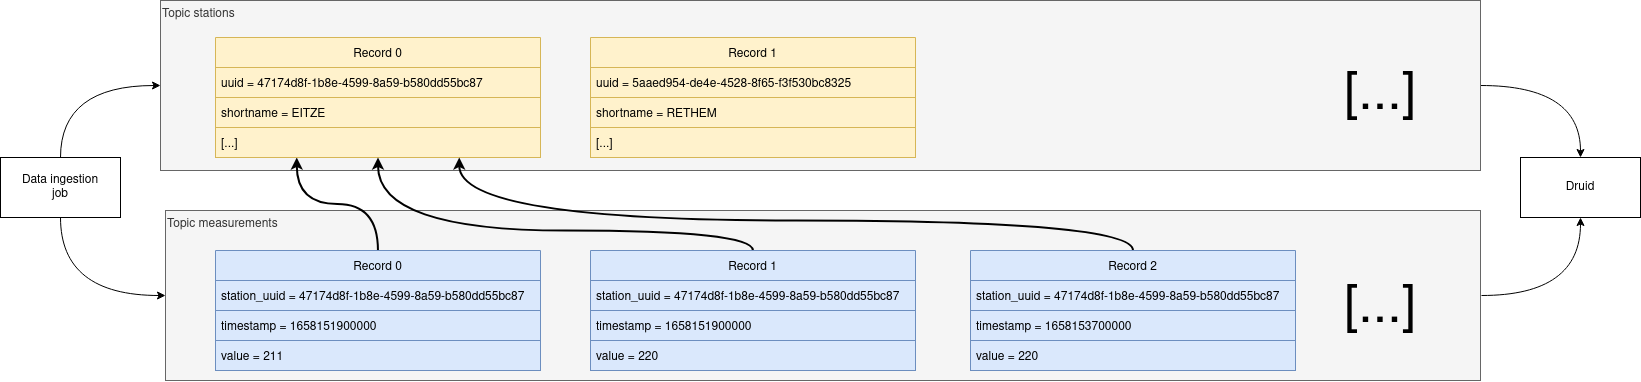 Topic stations
Record 0
uuid = 47174d8f-1b8e-4599-8a59-b580dd55bc87
shortname = EITZE
[...]
Record 1
uuid = 5aaed954-de4e-4528-8f65-f3f530bc8325
shortname = RETHEM
[...]
[...]
Data ingestion
job
Druid
Topic measurements
Record 0
station_uuid = 47174d8f-1b8e-4599-8a59-b580dd55bc87
timestamp = 1658151900000
value = 211
Record 1
station_uuid = 47174d8f-1b8e-4599-8a59-b580dd55bc87
timestamp = 1658151900000
value = 220
Record 2
station_uuid = 47174d8f-1b8e-4599-8a59-b580dd55bc87
timestamp = 1658153700000
value = 220
[...]